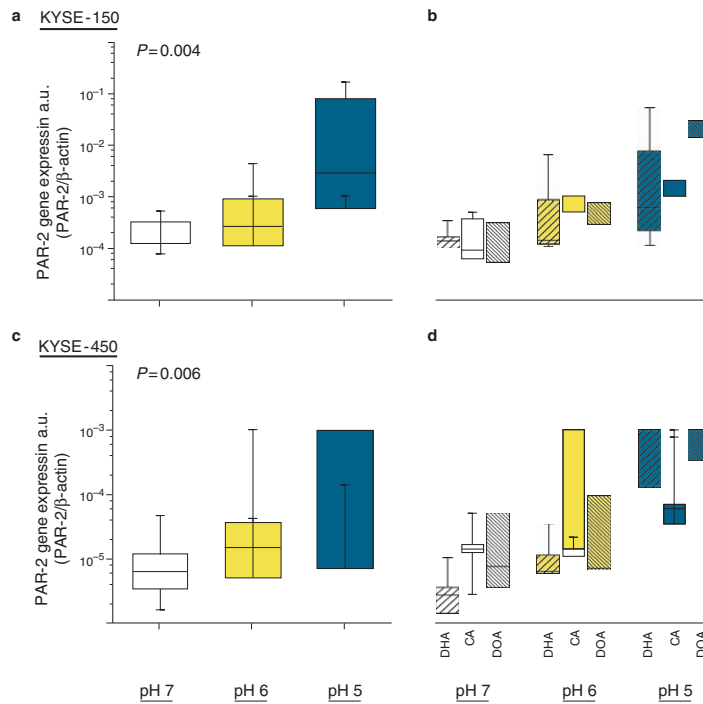 a KYSE-150
b
P=0.004
PAR-2 gene expressin a.u.
(PAR-2/β-actin)
10⁻¹
10⁻²
10⁻³
10⁻⁴
c KYSE-450
d
P=0.006
PAR-2 gene expressin a.u.
(PAR-2/β-actin)
10⁻³
10⁻⁴
10⁻⁵
DHA CA DOA DHA CA DOA DHA CA DOA
pH 7 pH 6 pH 5 pH 7 pH 6 pH 5